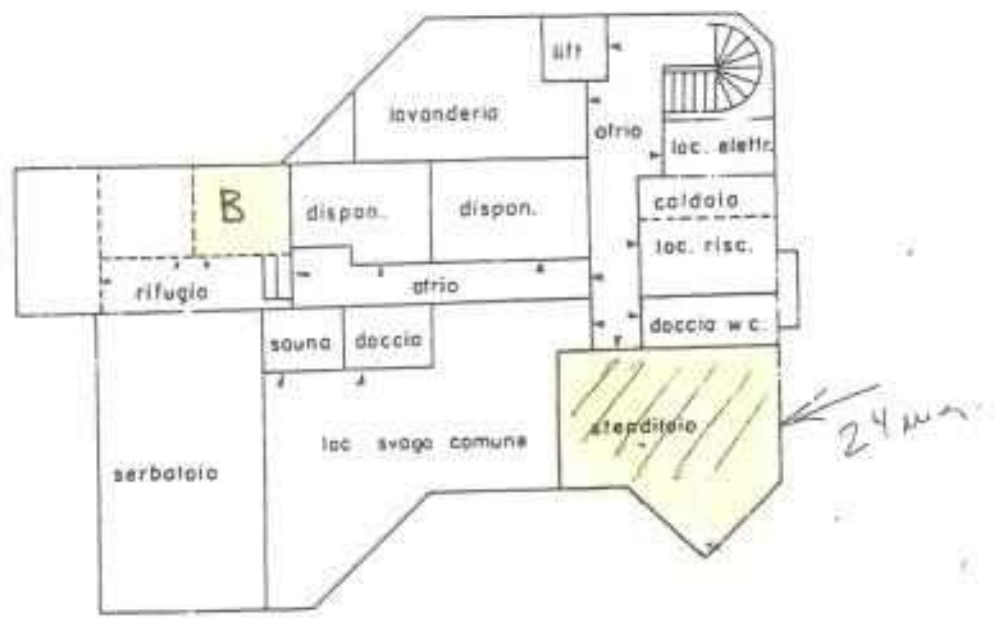 lift
lavanderia
atrio
loc. elettr.
B
dispon.
dispon.
caldaia
loc. risc.
rifugio
atrio
sauna
doccia
doccia wc.
stenditoio
loc svago comune
serbatoio
24